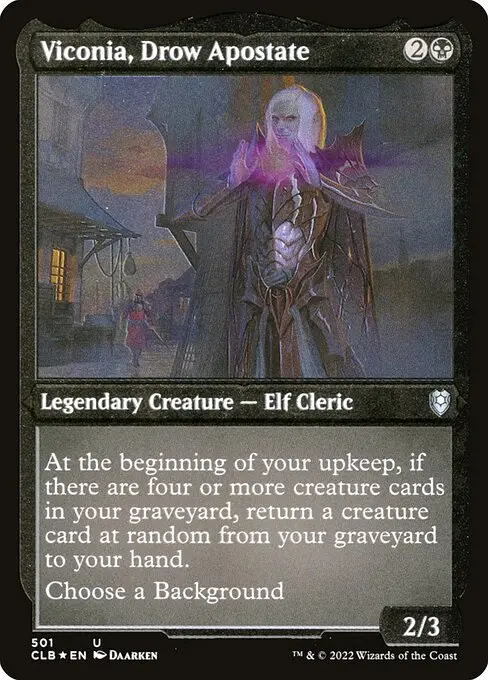 Viconia, Drow Apostate 2
Legendary Creature — Elf Cleric
At the beginning of your upkeep, if
there are four or more creature cards
in your graveyard, return a creature
card at random from your graveyard
to your hand.
Choose a Background
2/3
501 U
CLB★EN DAARKEN ™ & © 2022 Wizards of the Coast